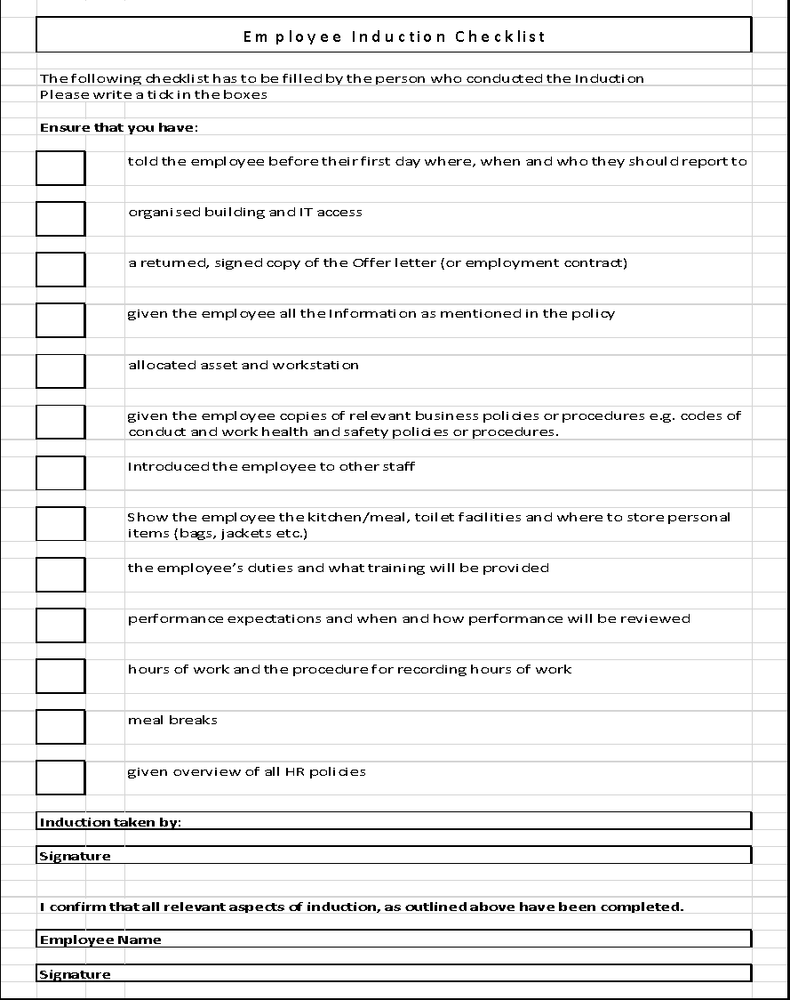 Employee Induction Checklist
The following checklist has to be filled by the person who conducted the Induction
Please write a tick in the boxes
Ensure that you have:
told the employee before their first day where, when and who they should report to
organised building and IT access
a returned, signed copy of the Offer letter (or employment contract)
given the employee all the Information as mentioned in the policy
allocated asset and workstation
given the employee copies of relevant business policies or procedures e.g. codes of
conduct and work health and safety policies or procedures.
Introduced the employee to other staff
Show the employee the kitchen/meal, toilet facilities and where to store personal
items (bags, jackets etc.)
the employee’s duties and what training will be provided
performance expectations and when and how performance will be reviewed
hours of work and the procedure for recording hours of work
meal breaks
given overview of all HR policies
Induction taken by:
Signature
I confirm that all relevant aspects of induction, as outlined above have been completed.
Employee Name
Signature